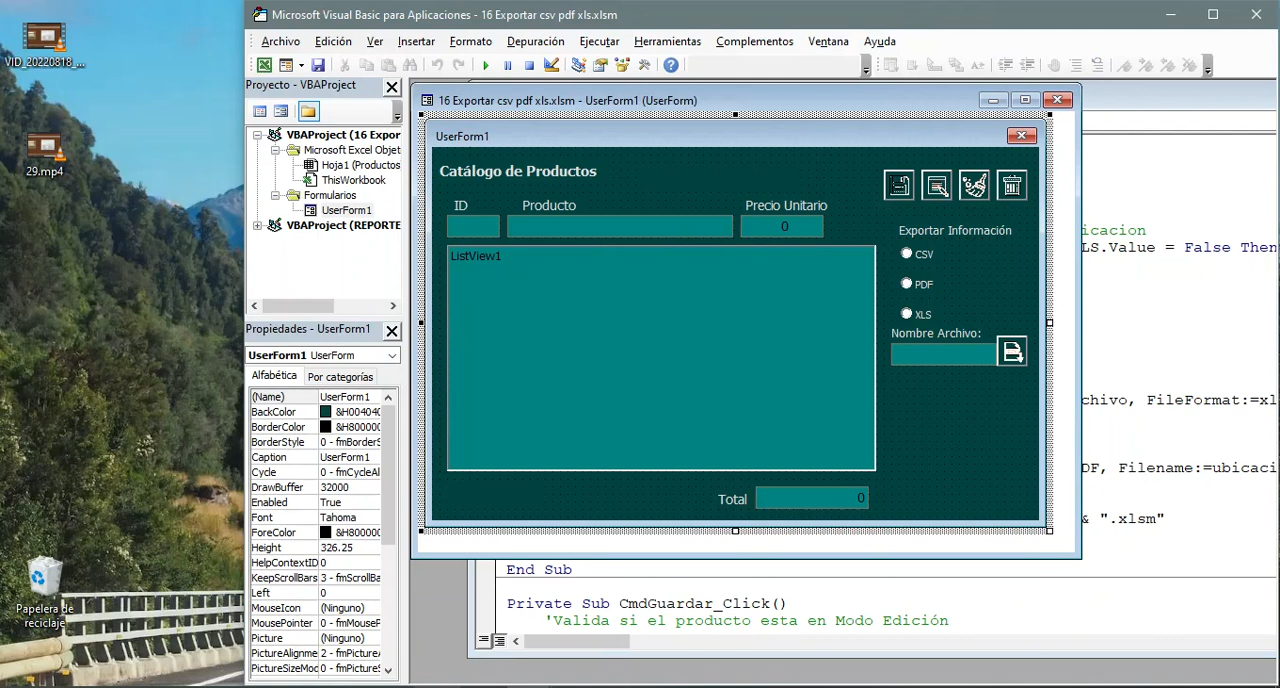 VID_20220818_...
29.mp4
Papelera de
reciclaje
Microsoft Visual Basic para Aplicaciones - 16 Exportar csv pdf xls.xlsm
Archivo Edición Ver Insertar Formato Depuración Ejecutar Herramientas Complementos Ventana Ayuda
Proyecto - VBAProject
VBAProject (16 Expor
Microsoft Excel Objet
Hoja1 (Productos
ThisWorkbook
Formularios
UserForm1
VBAProject (REPORTE
Propiedades - UserForm1
UserForm1 UserForm
Alfabética Por categorías
(Name) UserForm1
BackColor &H004040
BorderColor &H800000
BorderStyle 0 - fmBorderS
Caption UserForm1
Cycle 0 - fmCycleAl
DrawBuffer 32000
Enabled True
Font Tahoma
ForeColor &H800000
Height 326.25
HelpContextID 0
KeepScrollBars 3 - fmScrollBa
Left 0
MouseIcon (Ninguno)
MousePointer 0 - fmMouseP
Picture (Ninguno)
PictureAlignme 2 - fmPictureA
PictureSizeMoc 0 - fmPictureS
16 Exportar csv pdf xls.xlsm - UserForm1 (UserForm)
UserForm1
Catálogo de Productos
ID Producto Precio Unitario
0
ListView1
Exportar Información
CSV
PDF
XLS
Nombre Archivo:
Total 0
icacion
LS.Value = False Then
chivo, FileFormat:=xl
DF, Filename:=ubicaci
& ".xlsm"
End Sub
Private Sub CmdGuardar_Click()
'Valida si el producto esta en Modo Edición